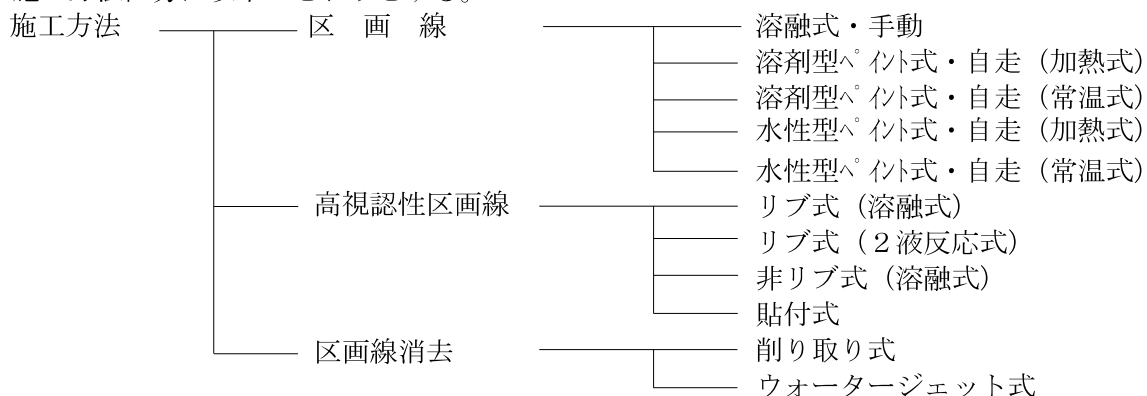 施工方法
区 画 線
溶融式・手動
溶剤型ペイント式・自走（加熱式）
溶剤型ペイント式・自走（常温式）
水性型ペイント式・自走（加熱式）
水性型ペイント式・自走（常温式）
高視認性区画線
リブ式（溶融式）
リブ式（２液反応式）
非リブ式（溶融式）
貼付式
区画線消去
削り取り式
ウォータージェット式